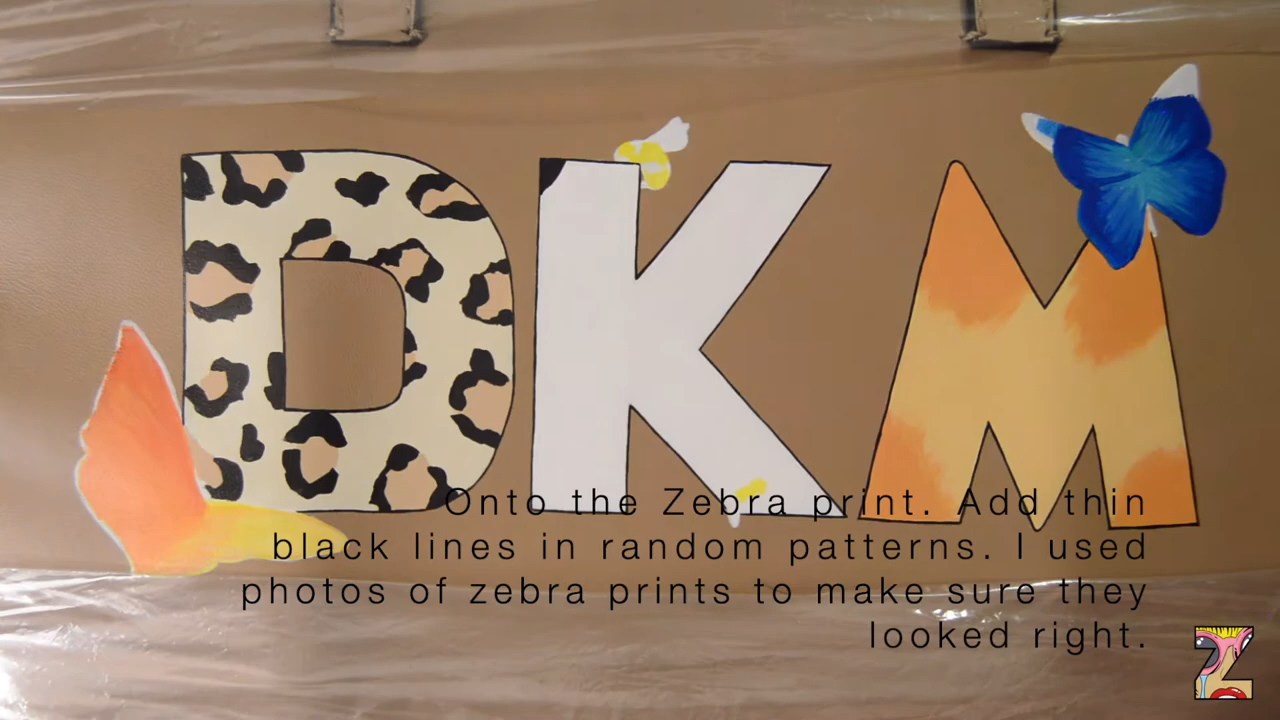 DKM
Onto the Zebra print. Add thin
black lines in random patterns. I used
photos of zebra prints to make sure they
looked right.
Z